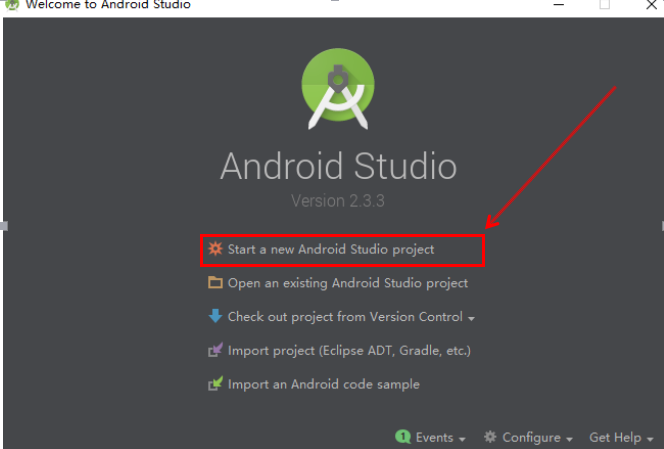 Welcome to Android Studio
Android Studio
Version 2.3.3
Start a new Android Studio project
Open an existing Android Studio project
Check out project from Version Control
Import project (Eclipse ADT, Gradle, etc.)
Import an Android code sample
1 Events Configure Get Help